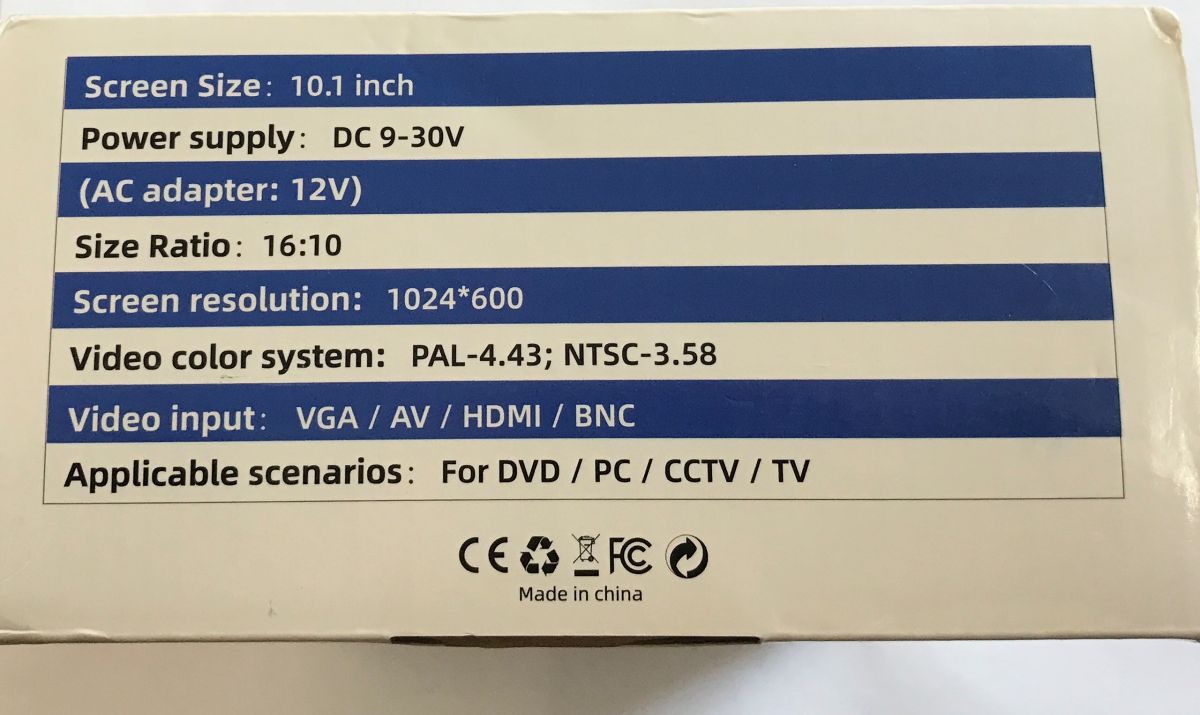 Screen Size: 10.1 inch
Power supply: DC 9-30V
(AC adapter: 12V)
Size Ratio: 16:10
Screen resolution: 1024*600
Video color system: PAL-4.43; NTSC-3.58
Video input: VGA / AV / HDMI / BNC
Applicable scenarios: For DVD / PC / CCTV / TV
CE FC
Made in china